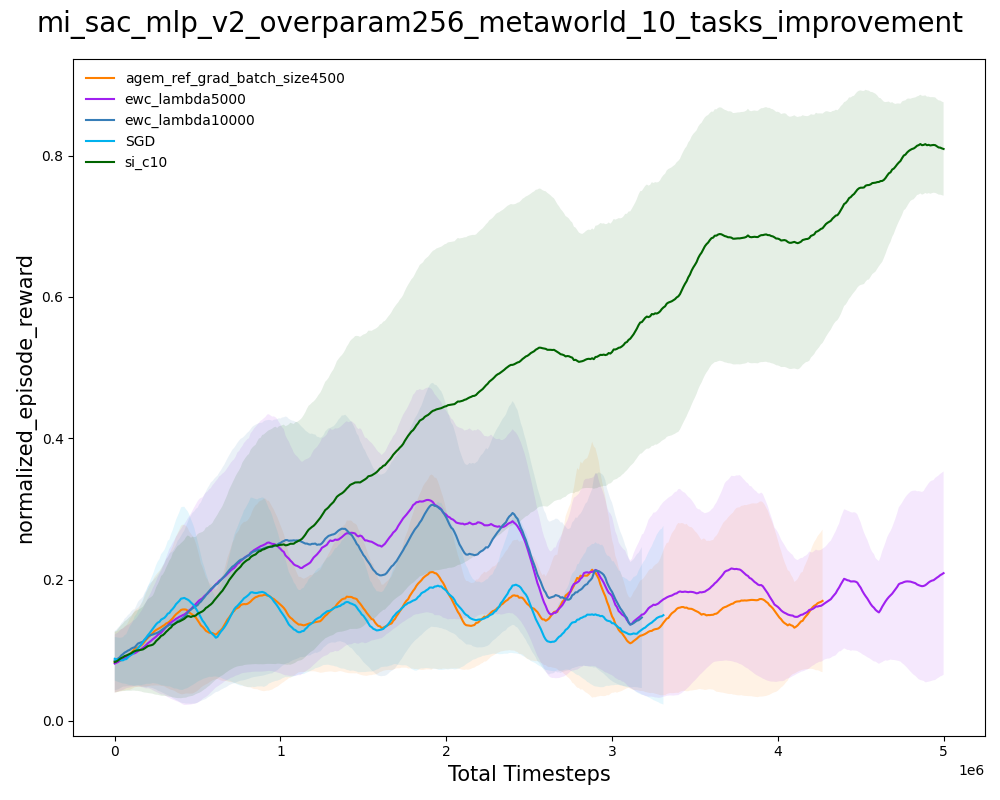 mi_sac_mlp_v2_overparam256_metaworld_10_tasks_improvement
agem_ref_grad_batch_size4500
ewc_lambda5000
ewc_lambda10000
SGD
si_c10
normalized_episode_reward
0.8
0.6
0.4
0.2
0.0
0 1 2 3 4 5
1e6
Total Timesteps